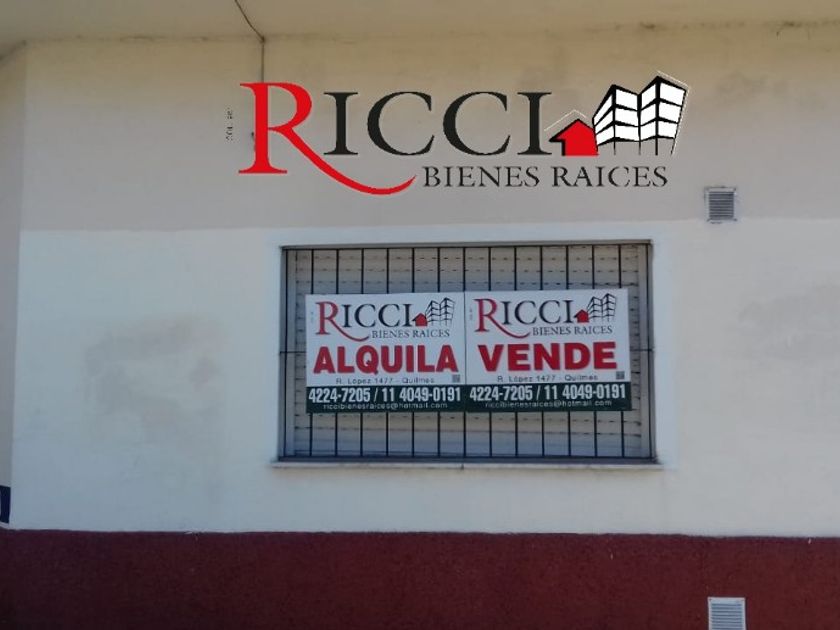 RICCI
BIENES RAICES
RICCI
BIENES RAICES
ALQUILA
R. López 1477 - Quilmes
4224-7205 / 11 4049-0191
riccibienesraices@hotmail.com
RICCI
BIENES RAICES
VENDE
R. López 1477 - Quilmes
4224-7205 / 11 4049-0191
riccibienesraices@hotmail.com